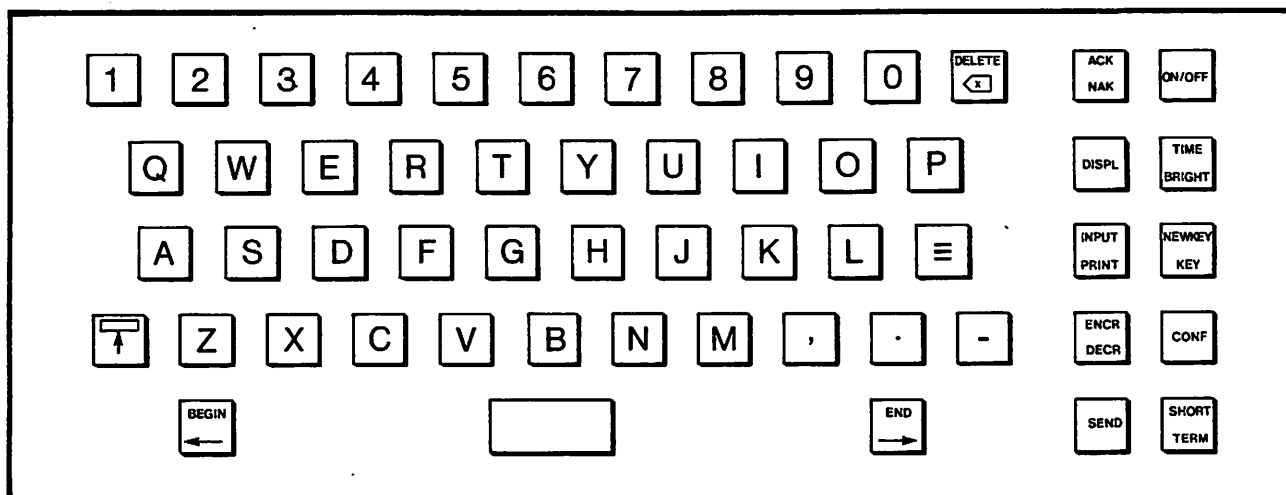 1 2 3 4 5 6 7 8 9 0 DELETE x ACK ON/OFF
NAK
Q W E R T Y U I O P DISPL TIME
BRIGHT
A S D F G H J K L ≡ INPUT NEWKEY
PRINT KEY
Z X C V B N M , . - ENCR CONF
DECR
BEGIN END SEND SHORT
TERM